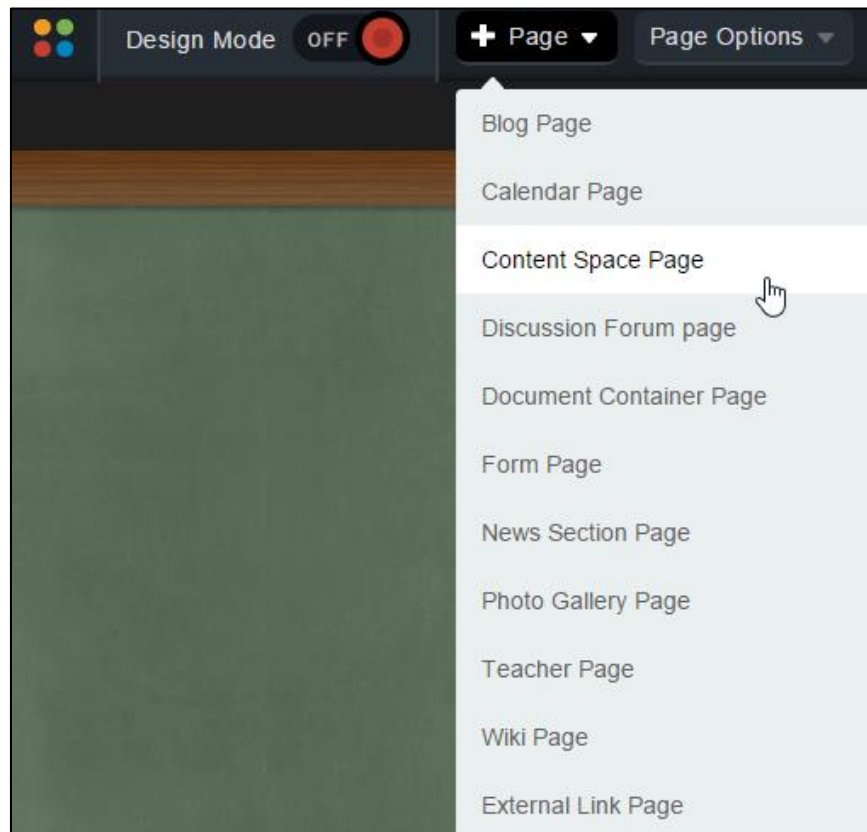 Design Mode OFF + Page Page Options
Blog Page
Calendar Page
Content Space Page
Discussion Forum page
Document Container Page
Form Page
News Section Page
Photo Gallery Page
Teacher Page
Wiki Page
External Link Page